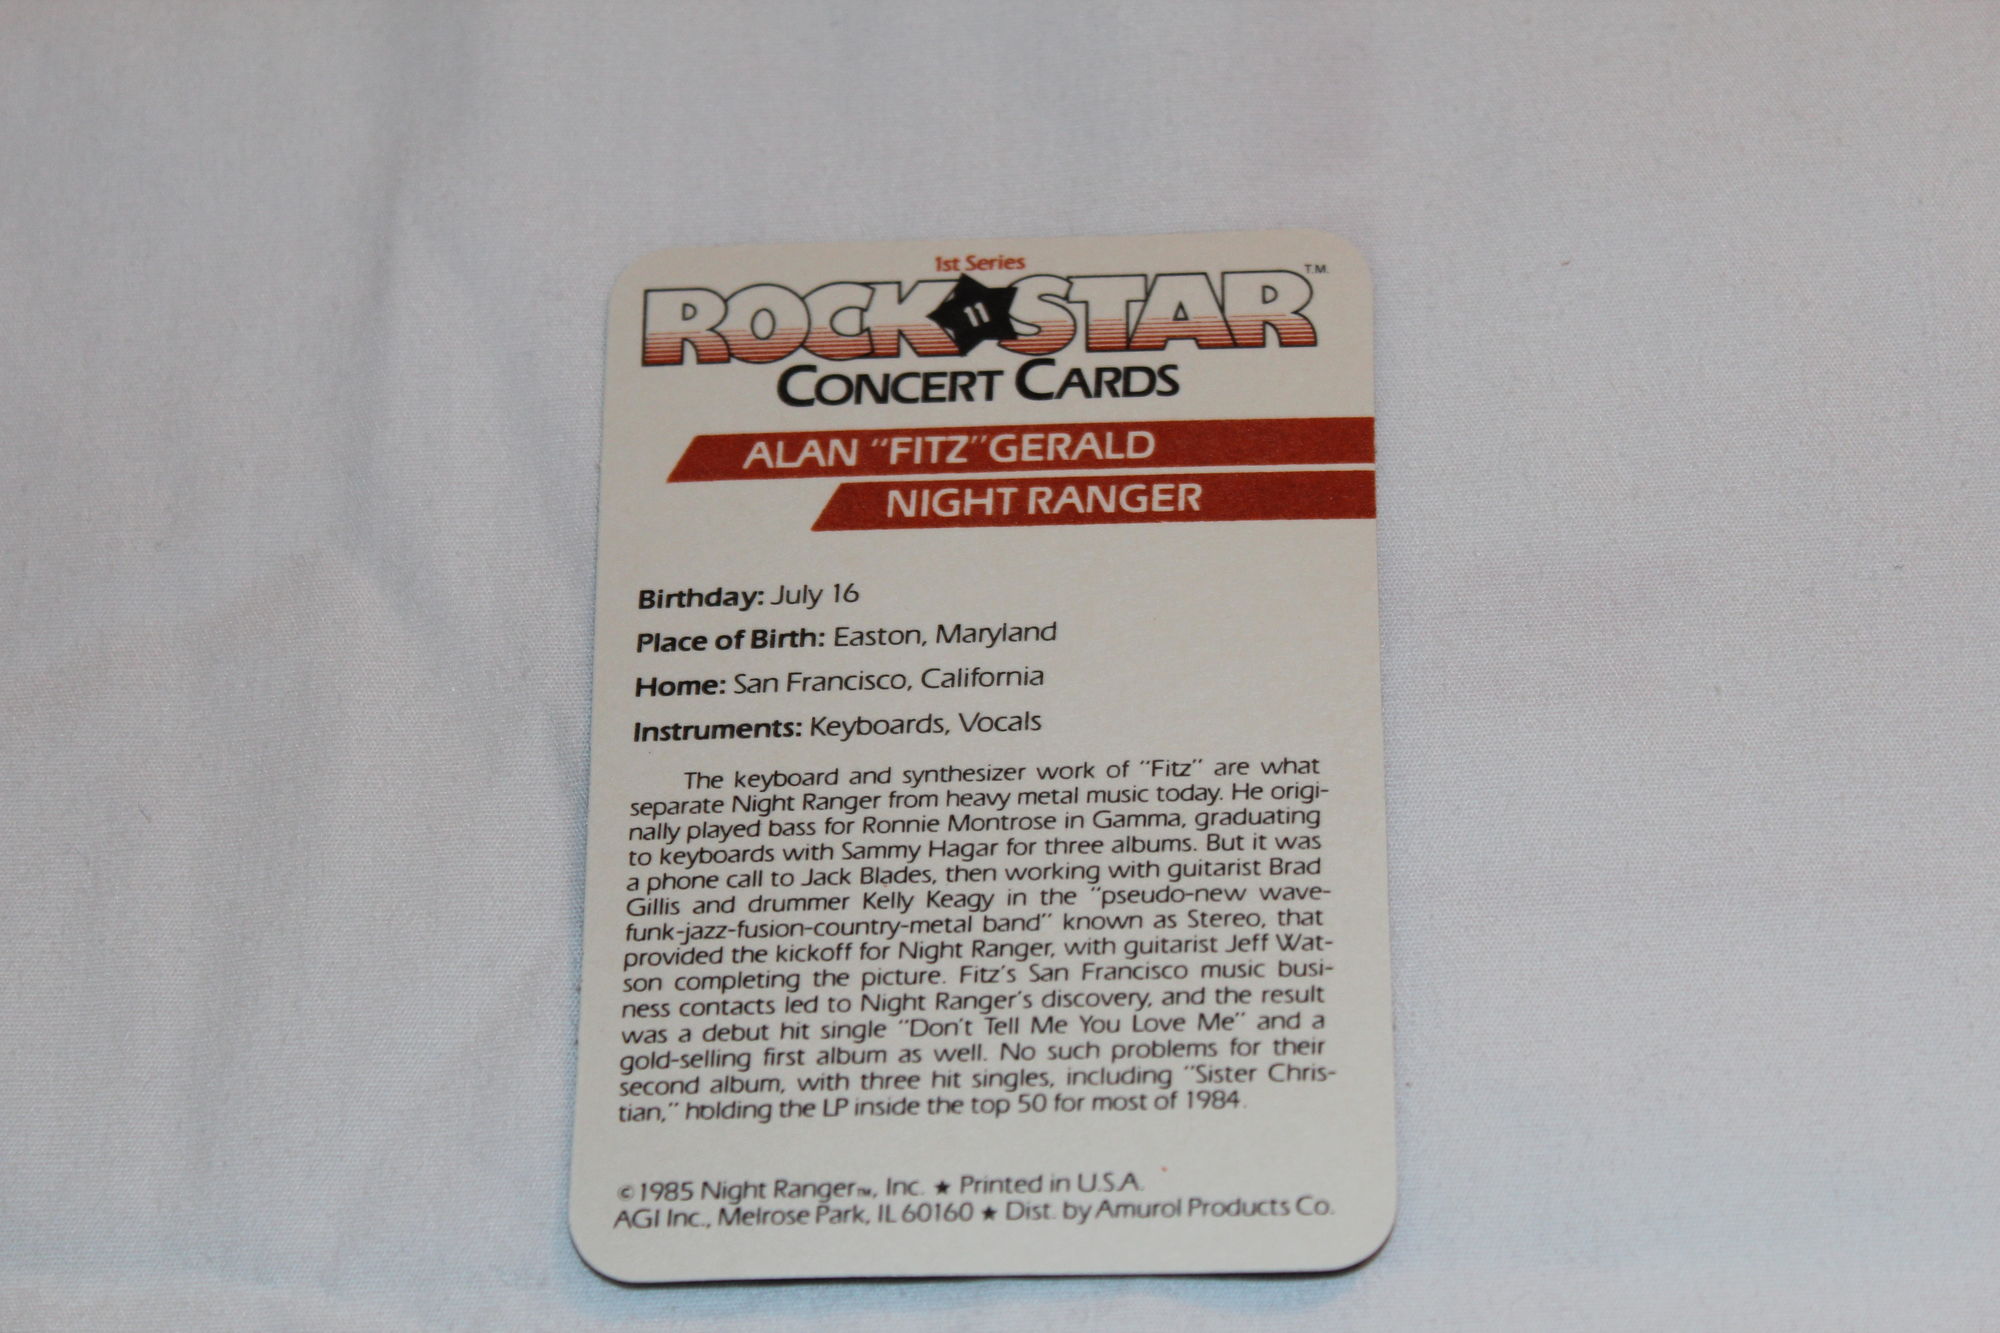 1st Series
ROCK 11 STAR T.M.
CONCERT CARDS
ALAN "FITZ" GERALD
NIGHT RANGER
Birthday: July 16
Place of Birth: Easton, Maryland
Home: San Francisco, California
Instruments: Keyboards, Vocals
The keyboard and synthesizer work of "Fitz" are what
separate Night Ranger from heavy metal music today. He origi-
nally played bass for Ronnie Montrose in Gamma, graduating
to keyboards with Sammy Hagar for three albums. But it was
a phone call to Jack Blades, then working with guitarist Brad
Gillis and drummer Kelly Keagy in the "pseudo-new wave-
funk-jazz-fusion-country-metal band" known as Stereo, that
provided the kickoff for Night Ranger, with guitarist Jeff Wat-
son completing the picture. Fitz's San Francisco music busi-
ness contacts led to Night Ranger's discovery, and the result
was a debut hit single "Don't Tell Me You Love Me" and a
gold-selling first album as well. No such problems for their
second album, with three hit singles, including "Sister Chris-
tian," holding the LP inside the top 50 for most of 1984.
©1985 Night Ranger™, Inc. ★ Printed in U.S.A.
AGI Inc., Melrose Park, IL 60160 ★ Dist. by Amurol Products Co.